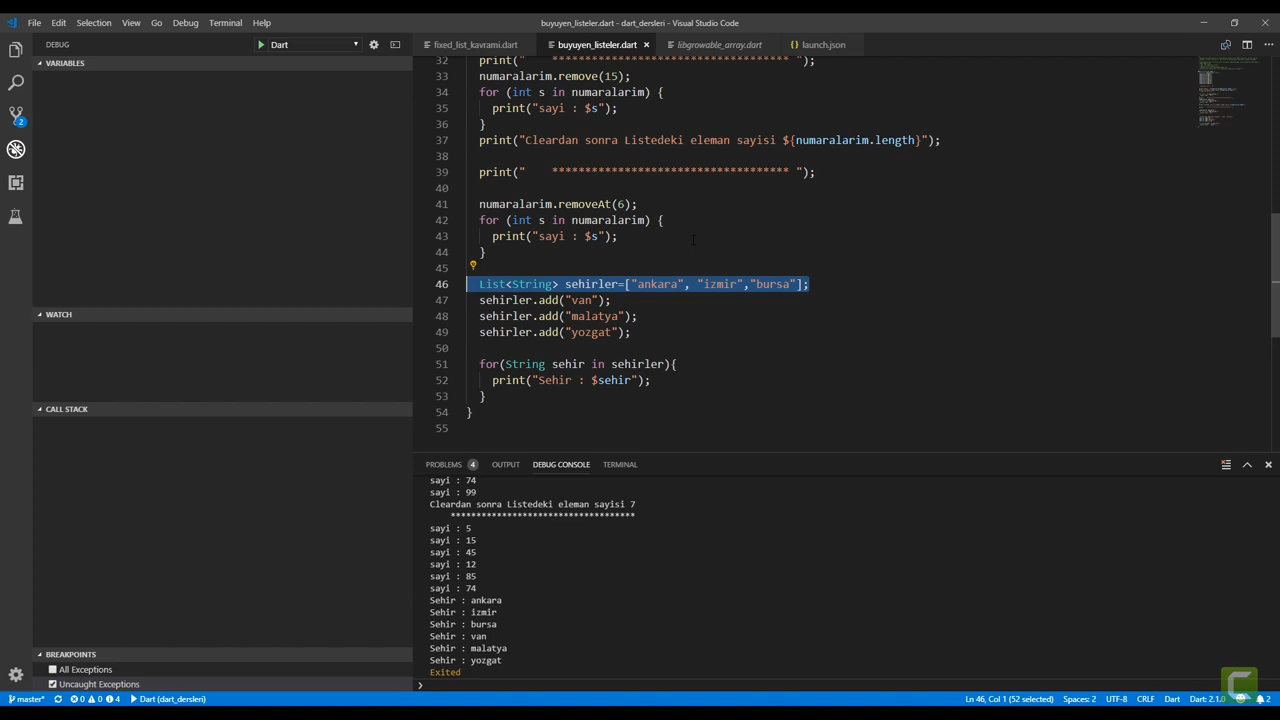 File Edit Selection View Go Debug Terminal Help
buyuyen_listeler.dart - dart_dersleri - Visual Studio Code
DEBUG Dart
fixed_list_kavrami.dart buyuyen_listeler.dart × libgrowable_array.dart launch.json
VARIABLES
WATCH
CALL STACK
BREAKPOINTS
All Exceptions
Uncaught Exceptions
32 print("    ************************************ ");
33 numaralarim.remove(15);
34 for (int s in numaralarim) {
35 print("sayi : $s");
36 }
37 print("Cleardan sonra Listedeki eleman sayisi ${numaralarim.length}");
38
39 print("    ************************************ ");
40
41 numaralarim.removeAt(6);
42 for (int s in numaralarim) {
43 print("sayi : $s");
44 }
45
46 List<String> sehirler=["ankara", "izmir","bursa"];
47 sehirler.add("van");
48 sehirler.add("malatya");
49 sehirler.add("yozgat");
50
51 for(String sehir in sehirler){
52 print("Sehir : $sehir");
53 }
54 }
55
PROBLEMS 4 OUTPUT DEBUG CONSOLE TERMINAL
sayi : 74
sayi : 99
Cleardan sonra Listedeki eleman sayisi 7
************************************
sayi : 5
sayi : 15
sayi : 45
sayi : 12
sayi : 85
sayi : 74
Sehir : ankara
Sehir : izmir
Sehir : bursa
Sehir : van
Sehir : malatya
Sehir : yozgat
Exited
2
master* 0 0 4 Dart (dart_dersleri) Ln 46, Col 1 (52 selected) Spaces: 2 UTF-8 CRLF Dart Dart: 2.1.0 2